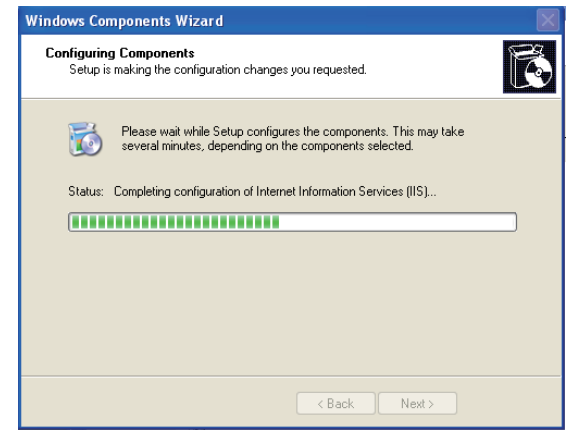 Windows Components Wizard
Configuring Components
Setup is making the configuration changes you requested.
Please wait while Setup configures the components. This may take
several minutes, depending on the components selected.
Status: Completing configuration of Internet Information Services (IIS)...
< Back Next >